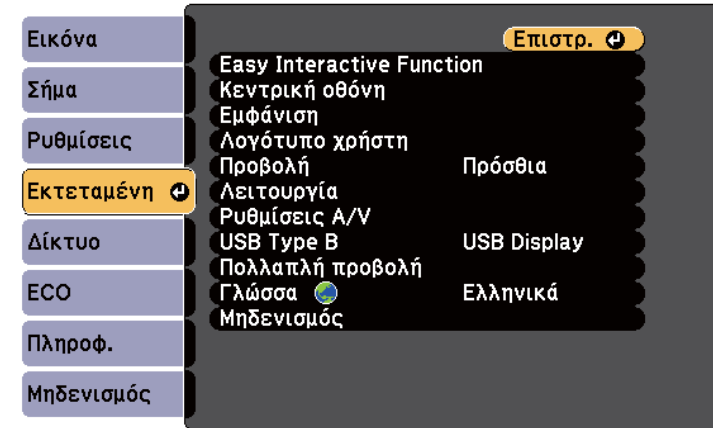 Εικόνα
Σήμα
Ρυθμίσεις
Εκτεταμένη
Δίκτυο
ECO
Πληροφ.
Μηδενισμός
Επιστρ.
Easy Interactive Function
Κεντρική οθόνη
Εμφάνιση
Λογότυπο χρήστη
Προβολή Πρόσθια
Λειτουργία
Ρυθμίσεις A/V
USB Type B USB Display
Πολλαπλή προβολή
Γλώσσα Ελληνικά
Μηδενισμός